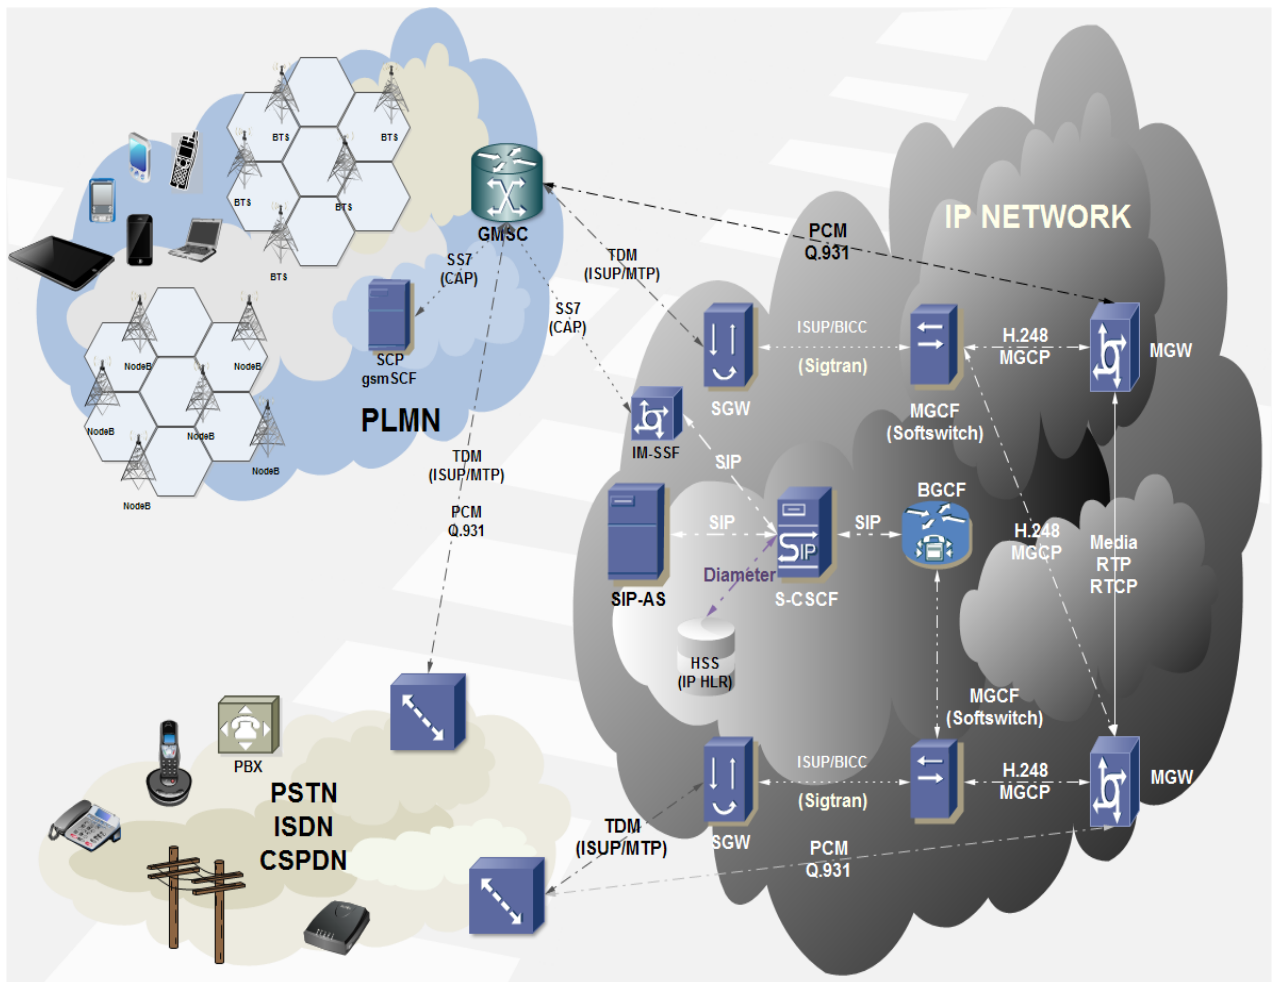 BTS
BTS
BTS
BTS
BTS
GMSC
IP NETWORK
PCM
Q.931
TDM
(ISUP/MTP)
SS7
(CAP)
SS7
(CAP)
SCP
gsmSCF
PLMN
NodeB
NodeB
NodeB
NodeB
NodeB
NodeB
ISUP/BICC
(Sigtran)
H.248
MGCP
MGW
SGW
MGCF
(Softswitch)
IM-SSF
SIP
TDM
(ISUP/MTP)
PCM
Q.931
BGCF
SIP
SIP
SIP
H.248
MGCP
Media
RTP
RTCP
Diameter
SIP-AS
S-CSCF
HSS
(IP HLR)
MGCF
(Softswitch)
PBX
PSTN
ISDN
CSPDN
ISUP/BICC
(Sigtran)
H.248
MGCP
MGW
SGW
TDM
(ISUP/MTP)
PCM
Q.931